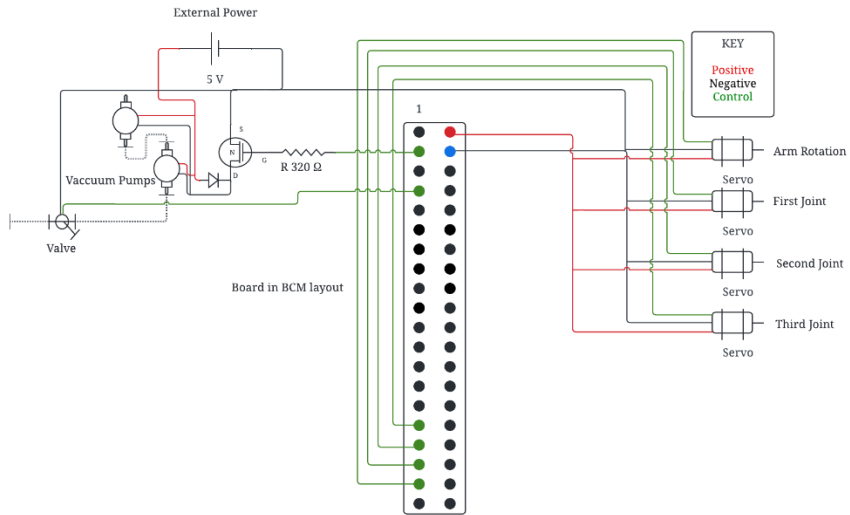 External Power
5 V
KEY
Positive
Negative
Control
1
S
N
G
D
R 320 Ω
Vaccuum Pumps
Valve
Board in BCM layout
Arm Rotation
Servo
First Joint
Servo
Second Joint
Servo
Third Joint
Servo